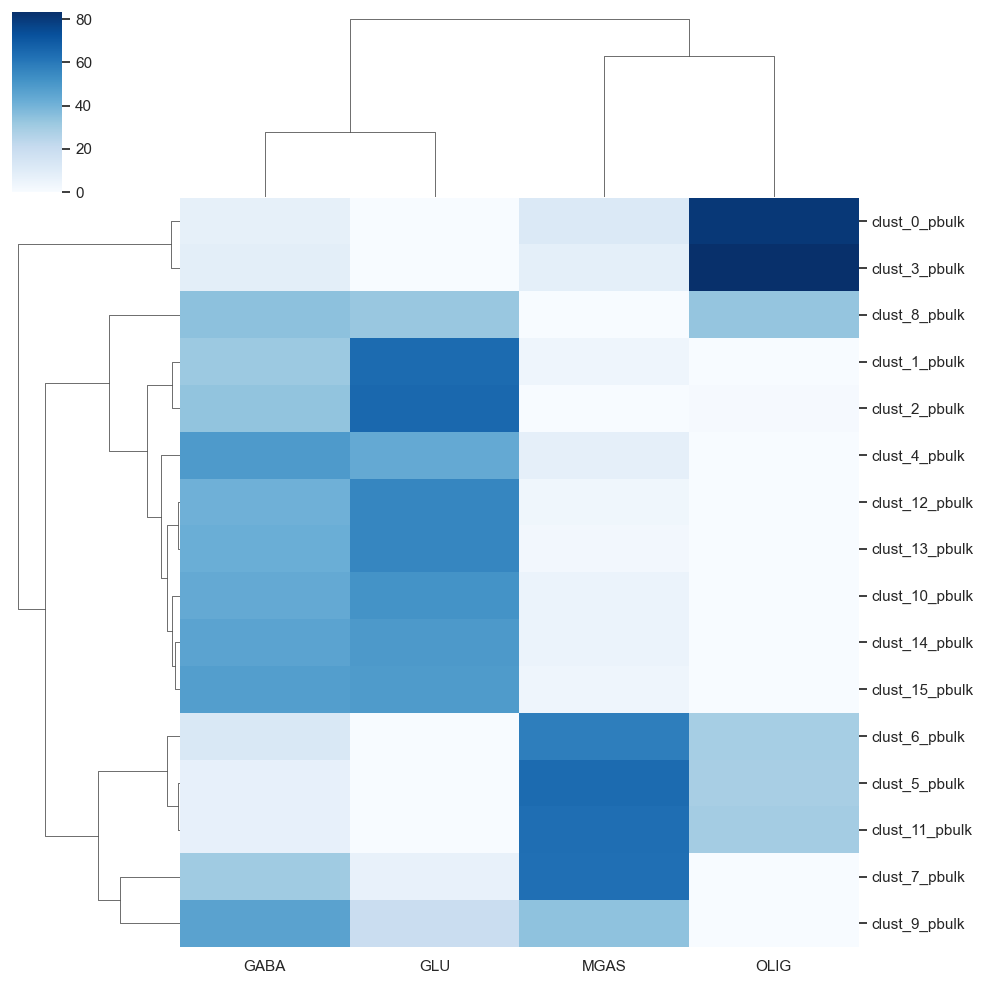 80
60
40
20
0
clust_0_pbulk
clust_3_pbulk
clust_8_pbulk
clust_1_pbulk
clust_2_pbulk
clust_4_pbulk
clust_12_pbulk
clust_13_pbulk
clust_10_pbulk
clust_14_pbulk
clust_15_pbulk
clust_6_pbulk
clust_5_pbulk
clust_11_pbulk
clust_7_pbulk
clust_9_pbulk
GABA GLU MGAS OLIG